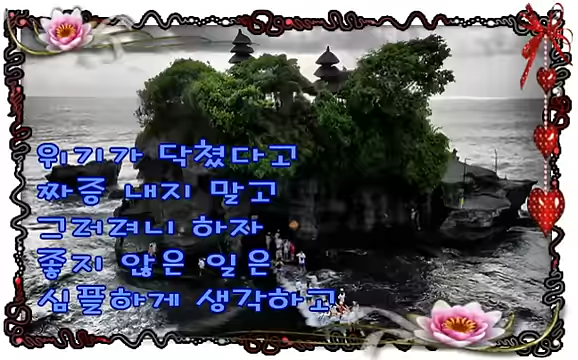 위기가 닥쳤다고
짜증 내지 말고
그러려니 하자
좋지 않은 일은
심플하게 생각하고